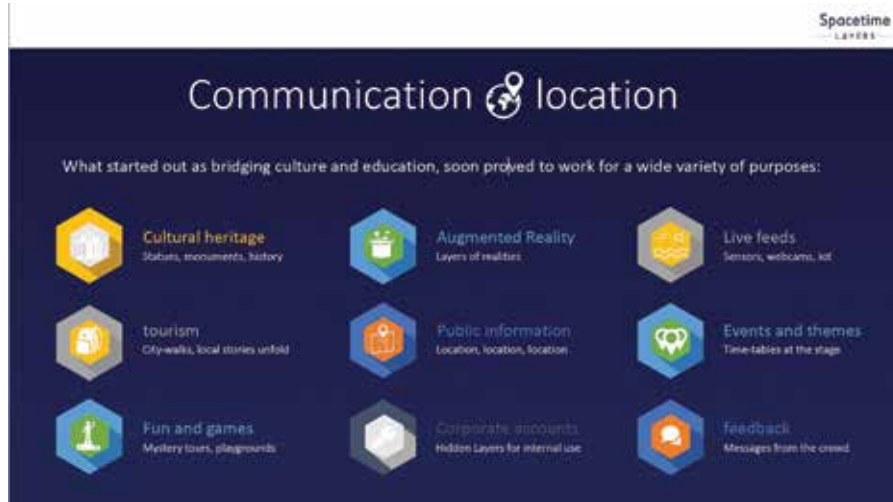 Spacetime
LAYERS
Communication location
What started out as bridging culture and education, soon proved to work for a wide variety of purposes:
Cultural heritage
Statues, monuments, history
Augmented Reality
Layers of realities
Live feeds
Sensors, webcams, iot
tourism
City-walks, local stories unfold
Public information
Location, location, location
Events and themes
Time-tables at the stage
Fun and games
Mystery tours, playgrounds
Corporate accounts
Hidden Layers for internal use
feedback
Messages from the crowd